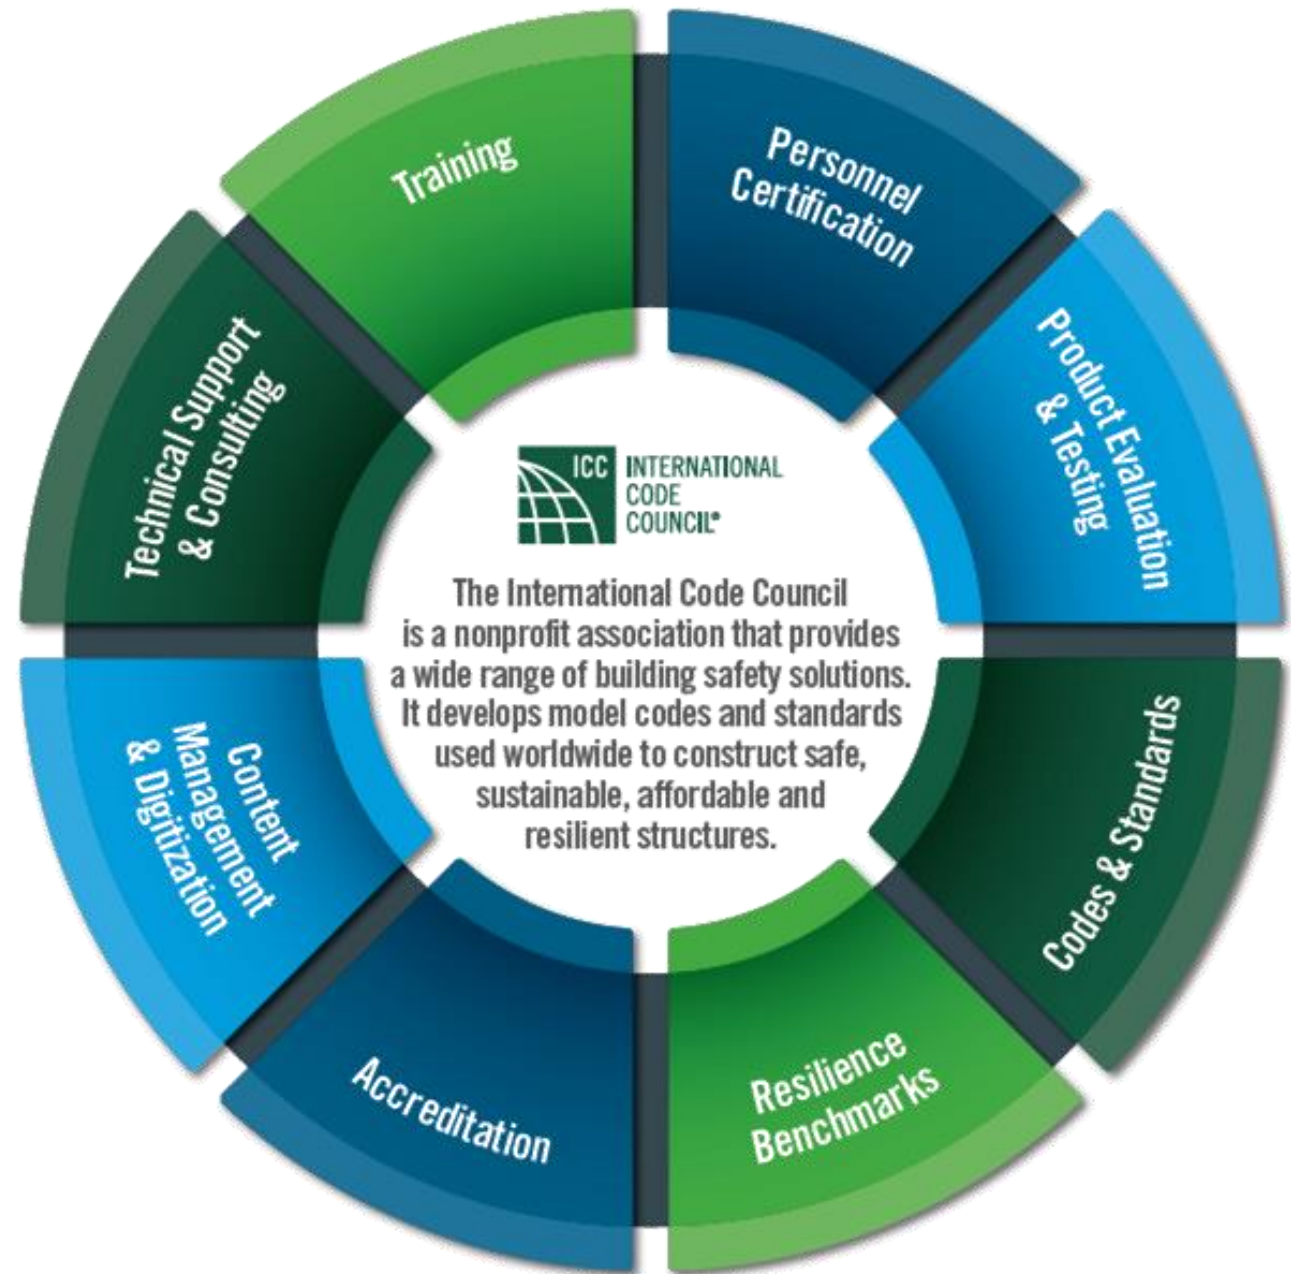 Training
Personnel
Certification
Product Evaluation
& Testing
Codes & Standards
Resilience
Benchmarks
Accreditation
Content
Management
& Digitization
Technical Support
& Consulting
ICC
INTERNATIONAL
CODE
COUNCIL®
The International Code Council
is a nonprofit association that provides
a wide range of building safety solutions.
It develops model codes and standards
used worldwide to construct safe,
sustainable, affordable and
resilient structures.